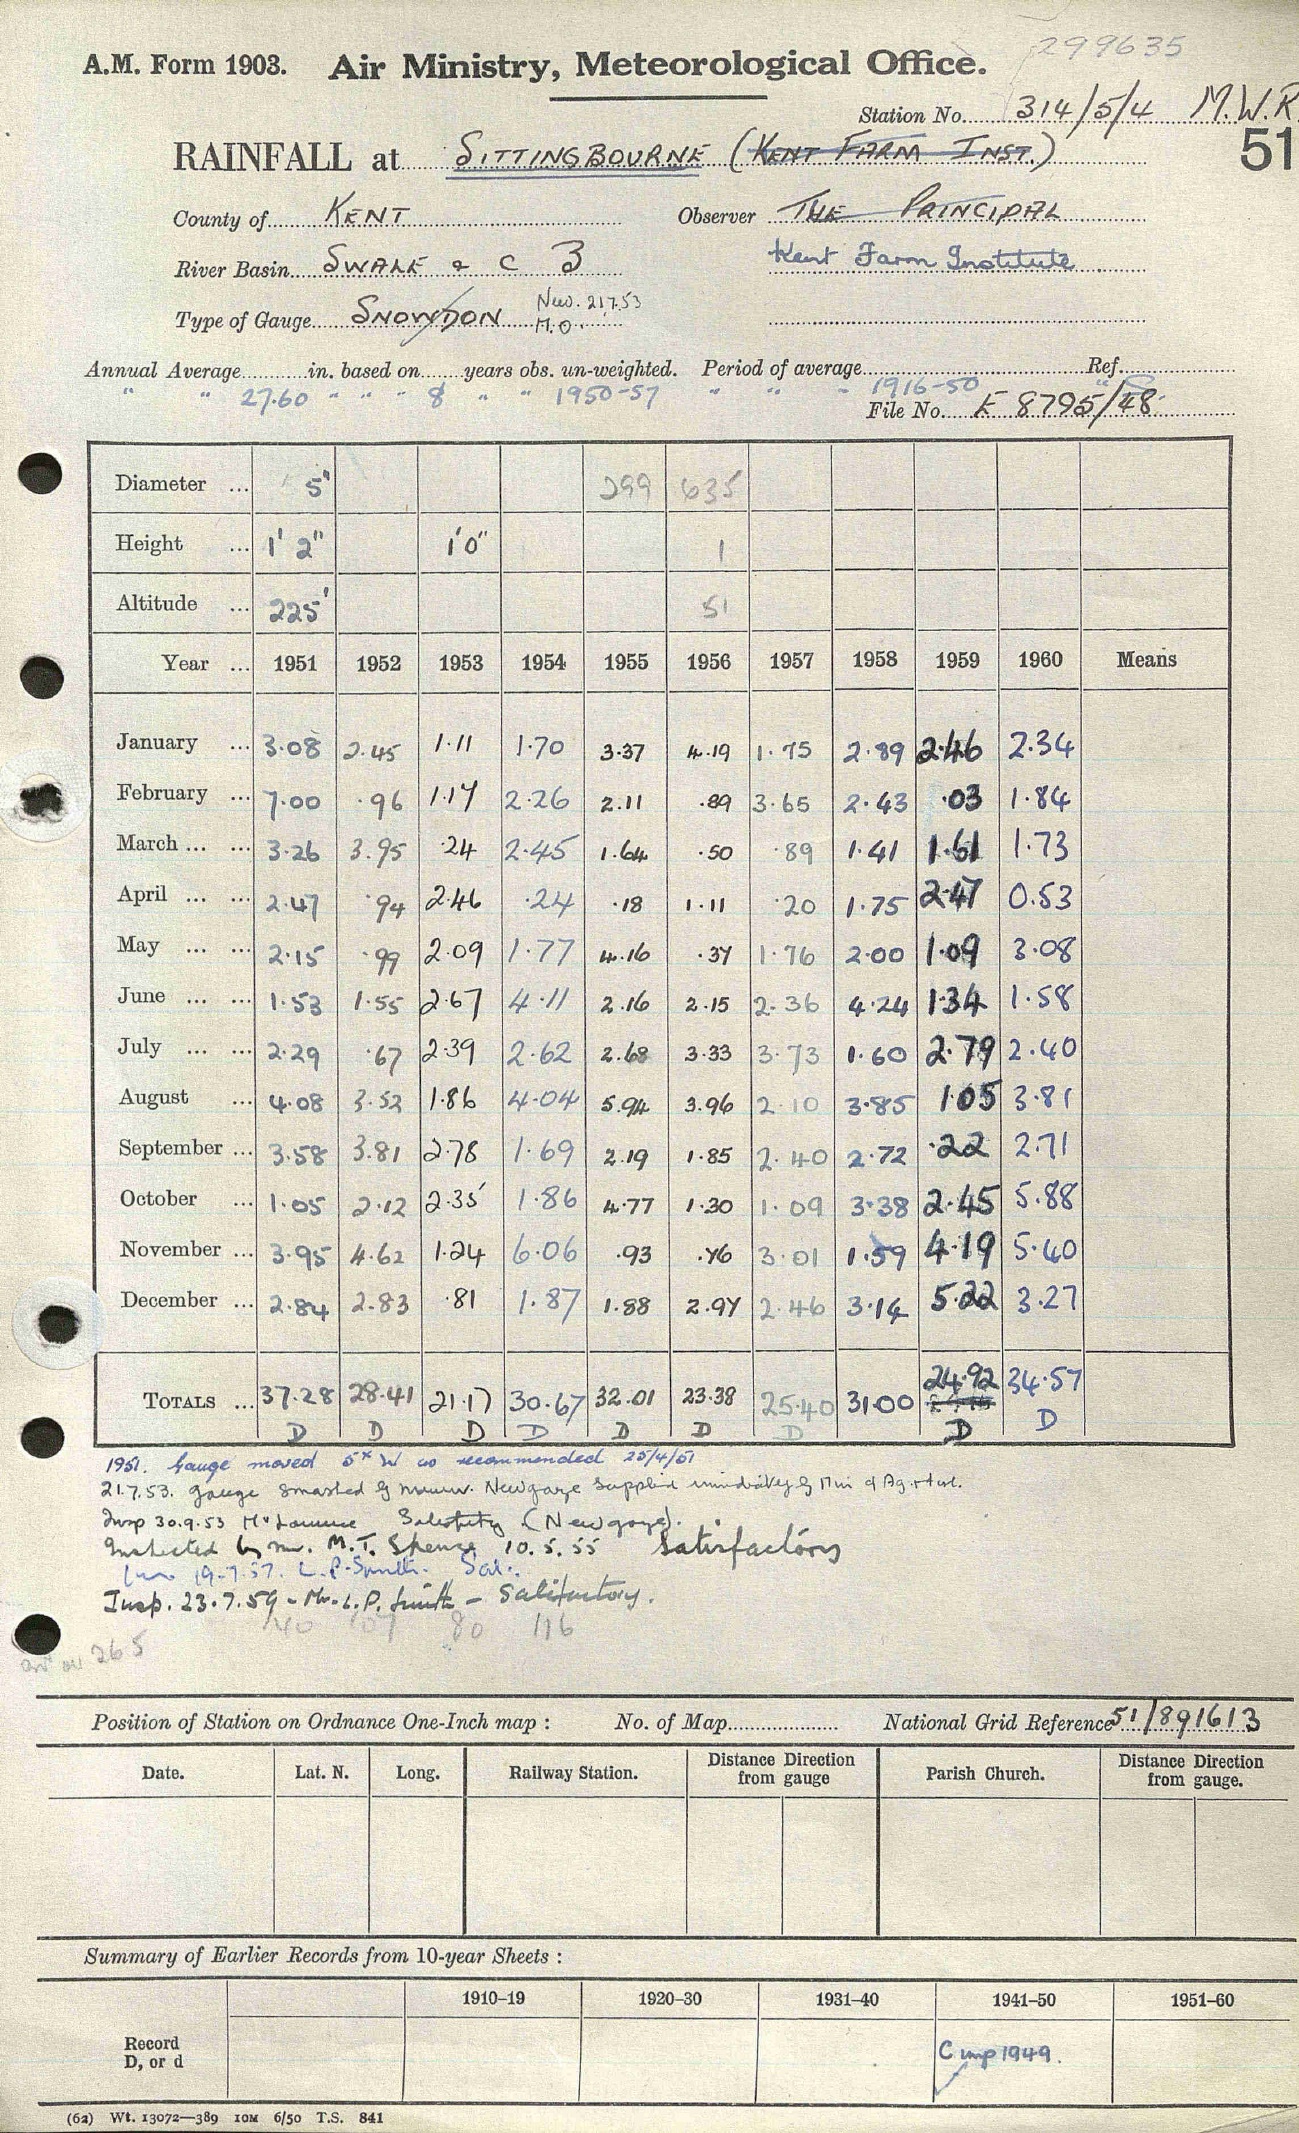 299635
A.M. Form 1903. Air Ministry, Meteorological Office.
Station No. 314/5/4 M.W.R.
RAINFALL at SITTINGBOURNE (KENT FARM INST.) 51
County of KENT Observer THE PRINCIPAL
River Basin SWALE & C 3 Kent Farm Institute
Type of Gauge SNOWDON New. 21.7.53 M.O.
Annual Average in. based on years obs. un-weighted. Period of average Ref.
" " 27.60 " " " 8 " " 1950-57 " " " 1916-50 "
File No. E 8795/48
Diameter ... 5" 299 635
Height ... 1' 2" 1'0" 1
Altitude ... 225' 51
Year ... 1951 1952 1953 1954 1955 1956 1957 1958 1959 1960 Means
January ... 3.08 2.45 1.11 1.70 3.37 4.19 1.75 2.89 2.46 2.34
February ... 7.00 .96 1.17 2.26 2.11 .89 3.65 2.43 .03 1.84
March ... ... 3.26 3.95 .24 2.45 1.64 .50 .89 1.41 1.61 1.73
April ... ... 2.47 .94 2.46 .24 .18 1.11 .20 1.75 2.47 0.53
May ... ... 2.15 .99 2.09 1.77 4.16 .37 1.76 2.00 1.09 3.08
June ... ... 1.53 1.55 2.67 4.11 2.16 2.15 2.36 4.24 1.34 1.58
July ... ... 2.29 .67 2.39 2.62 2.68 3.33 3.73 1.60 2.79 2.40
August ... 4.08 3.52 1.86 4.04 5.94 3.96 2.10 3.85 1.05 3.81
September ... 3.58 3.81 2.78 1.69 2.19 1.85 2.40 2.72 .22 2.71
October ... 1.05 2.12 2.35 1.86 4.77 1.30 1.09 3.38 2.45 5.88
November ... 3.95 4.62 1.24 6.06 .93 .76 3.01 1.59 4.19 5.40
December ... 2.84 2.83 .81 1.87 1.88 2.97 2.46 3.14 5.22 3.27
TOTALS ... 37.28 28.41 21.17 30.67 32.01 23.38 25.40 31.00 24.92 34.57
D D D D D D D D D
1951. Gauge moved 5x W as recommended 25/4/51
21.7.53. Gauge smashed by mower. New gauge supplied immediately by Min of Ag. + Fish.
Insp 30.9.53 Satisfactory (New gauge).
Inspected by Mr. M.T. Spence 10.5.55 Satisfactory
Insp 19.7.57. L.P. Smith. Sat.
Insp. 23.7.59 - Mr. L.P. Smith - Satisfactory.
140 107 80 116
265
Position of Station on Ordnance One-Inch map : No. of Map National Grid Reference 51/891613
Date. Lat. N. Long. Railway Station. Distance Direction from gauge Parish Church. Distance Direction from gauge.
Summary of Earlier Records from 10-year Sheets :
1910-19 1920-30 1931-40 1941-50 1951-60
Record
D, or d
C imp 1949.
(62) Wt. 13072—389 10M 6/50 T.S. 841